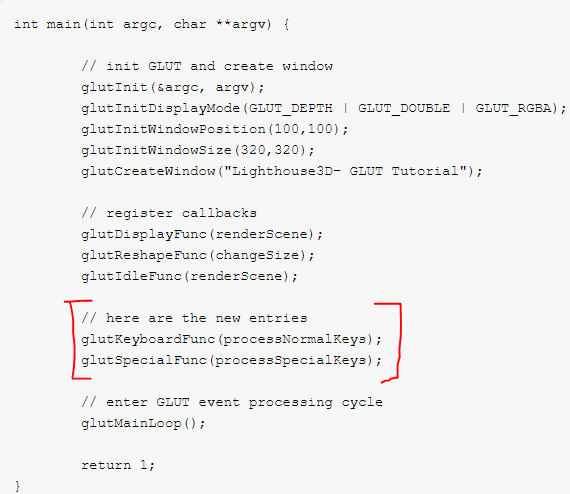 int main(int argc, char **argv) {
// init GLUT and create window
glutInit(&argc, argv);
glutInitDisplayMode(GLUT_DEPTH | GLUT_DOUBLE | GLUT_RGBA);
glutInitWindowPosition(100,100);
glutInitWindowSize(320,320);
glutCreateWindow("Lighthouse3D- GLUT Tutorial");
// register callbacks
glutDisplayFunc(renderScene);
glutReshapeFunc(changeSize);
glutIdleFunc(renderScene);
// here are the new entries
glutKeyboardFunc(processNormalKeys);
glutSpecialFunc(processSpecialKeys);
// enter GLUT event processing cycle
glutMainLoop();
return 1;
}